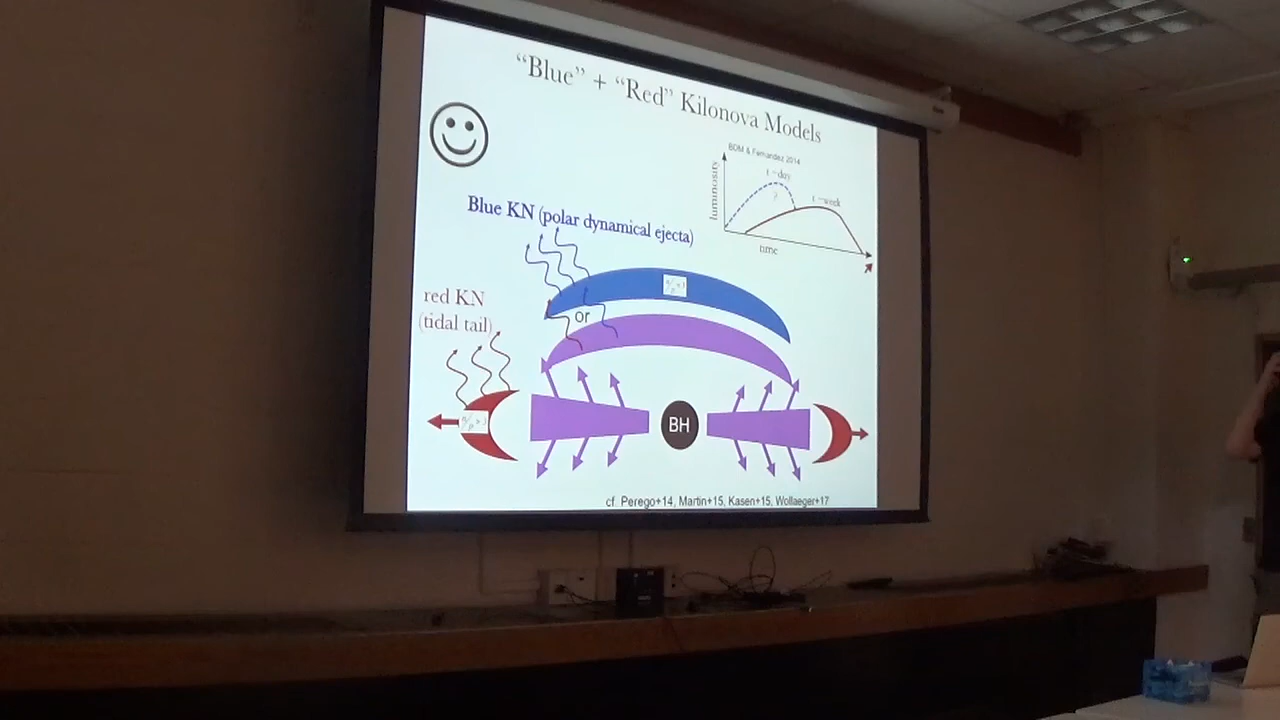 “Blue” + “Red” Kilonova Models
BDM & Fernandez 2014
luminosity
t ~day
?
t ~week
time
Blue KN (polar dynamical ejecta)
red KN
(tidal tail)
or
BH
cf. Perego+14, Martin+15, Kasen+15, Wollaeger+17